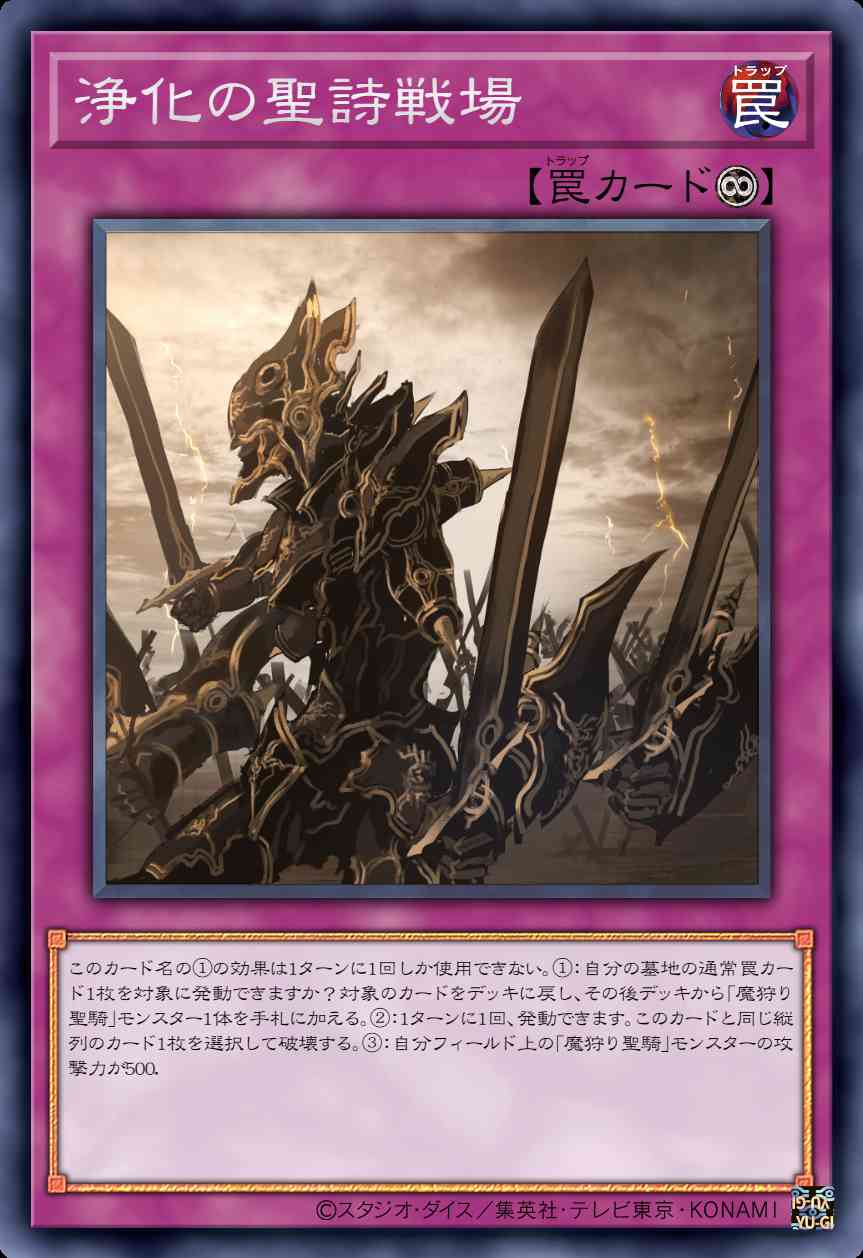 浄化の聖詩戦場
トラップ
罠
トラップ
【罠カード】
このカード名の①の効果は1ターンに1回しか使用できない。①：自分の墓地の通常罠カー
ド1枚を対象に発動できますか？対象のカードをデッキに戻し、その後デッキから「魔狩り
聖騎」モンスター1体を手札に加える。②：1ターンに1回、発動できます。このカードと同じ縦
列のカード1枚を選択して破壊する。③：自分フィールド上の「魔狩り聖騎」モンスターの攻
撃力が500.
©スタジオ・ダイス／集英社・テレビ東京・KONAMI
YU-GI
YU-GI